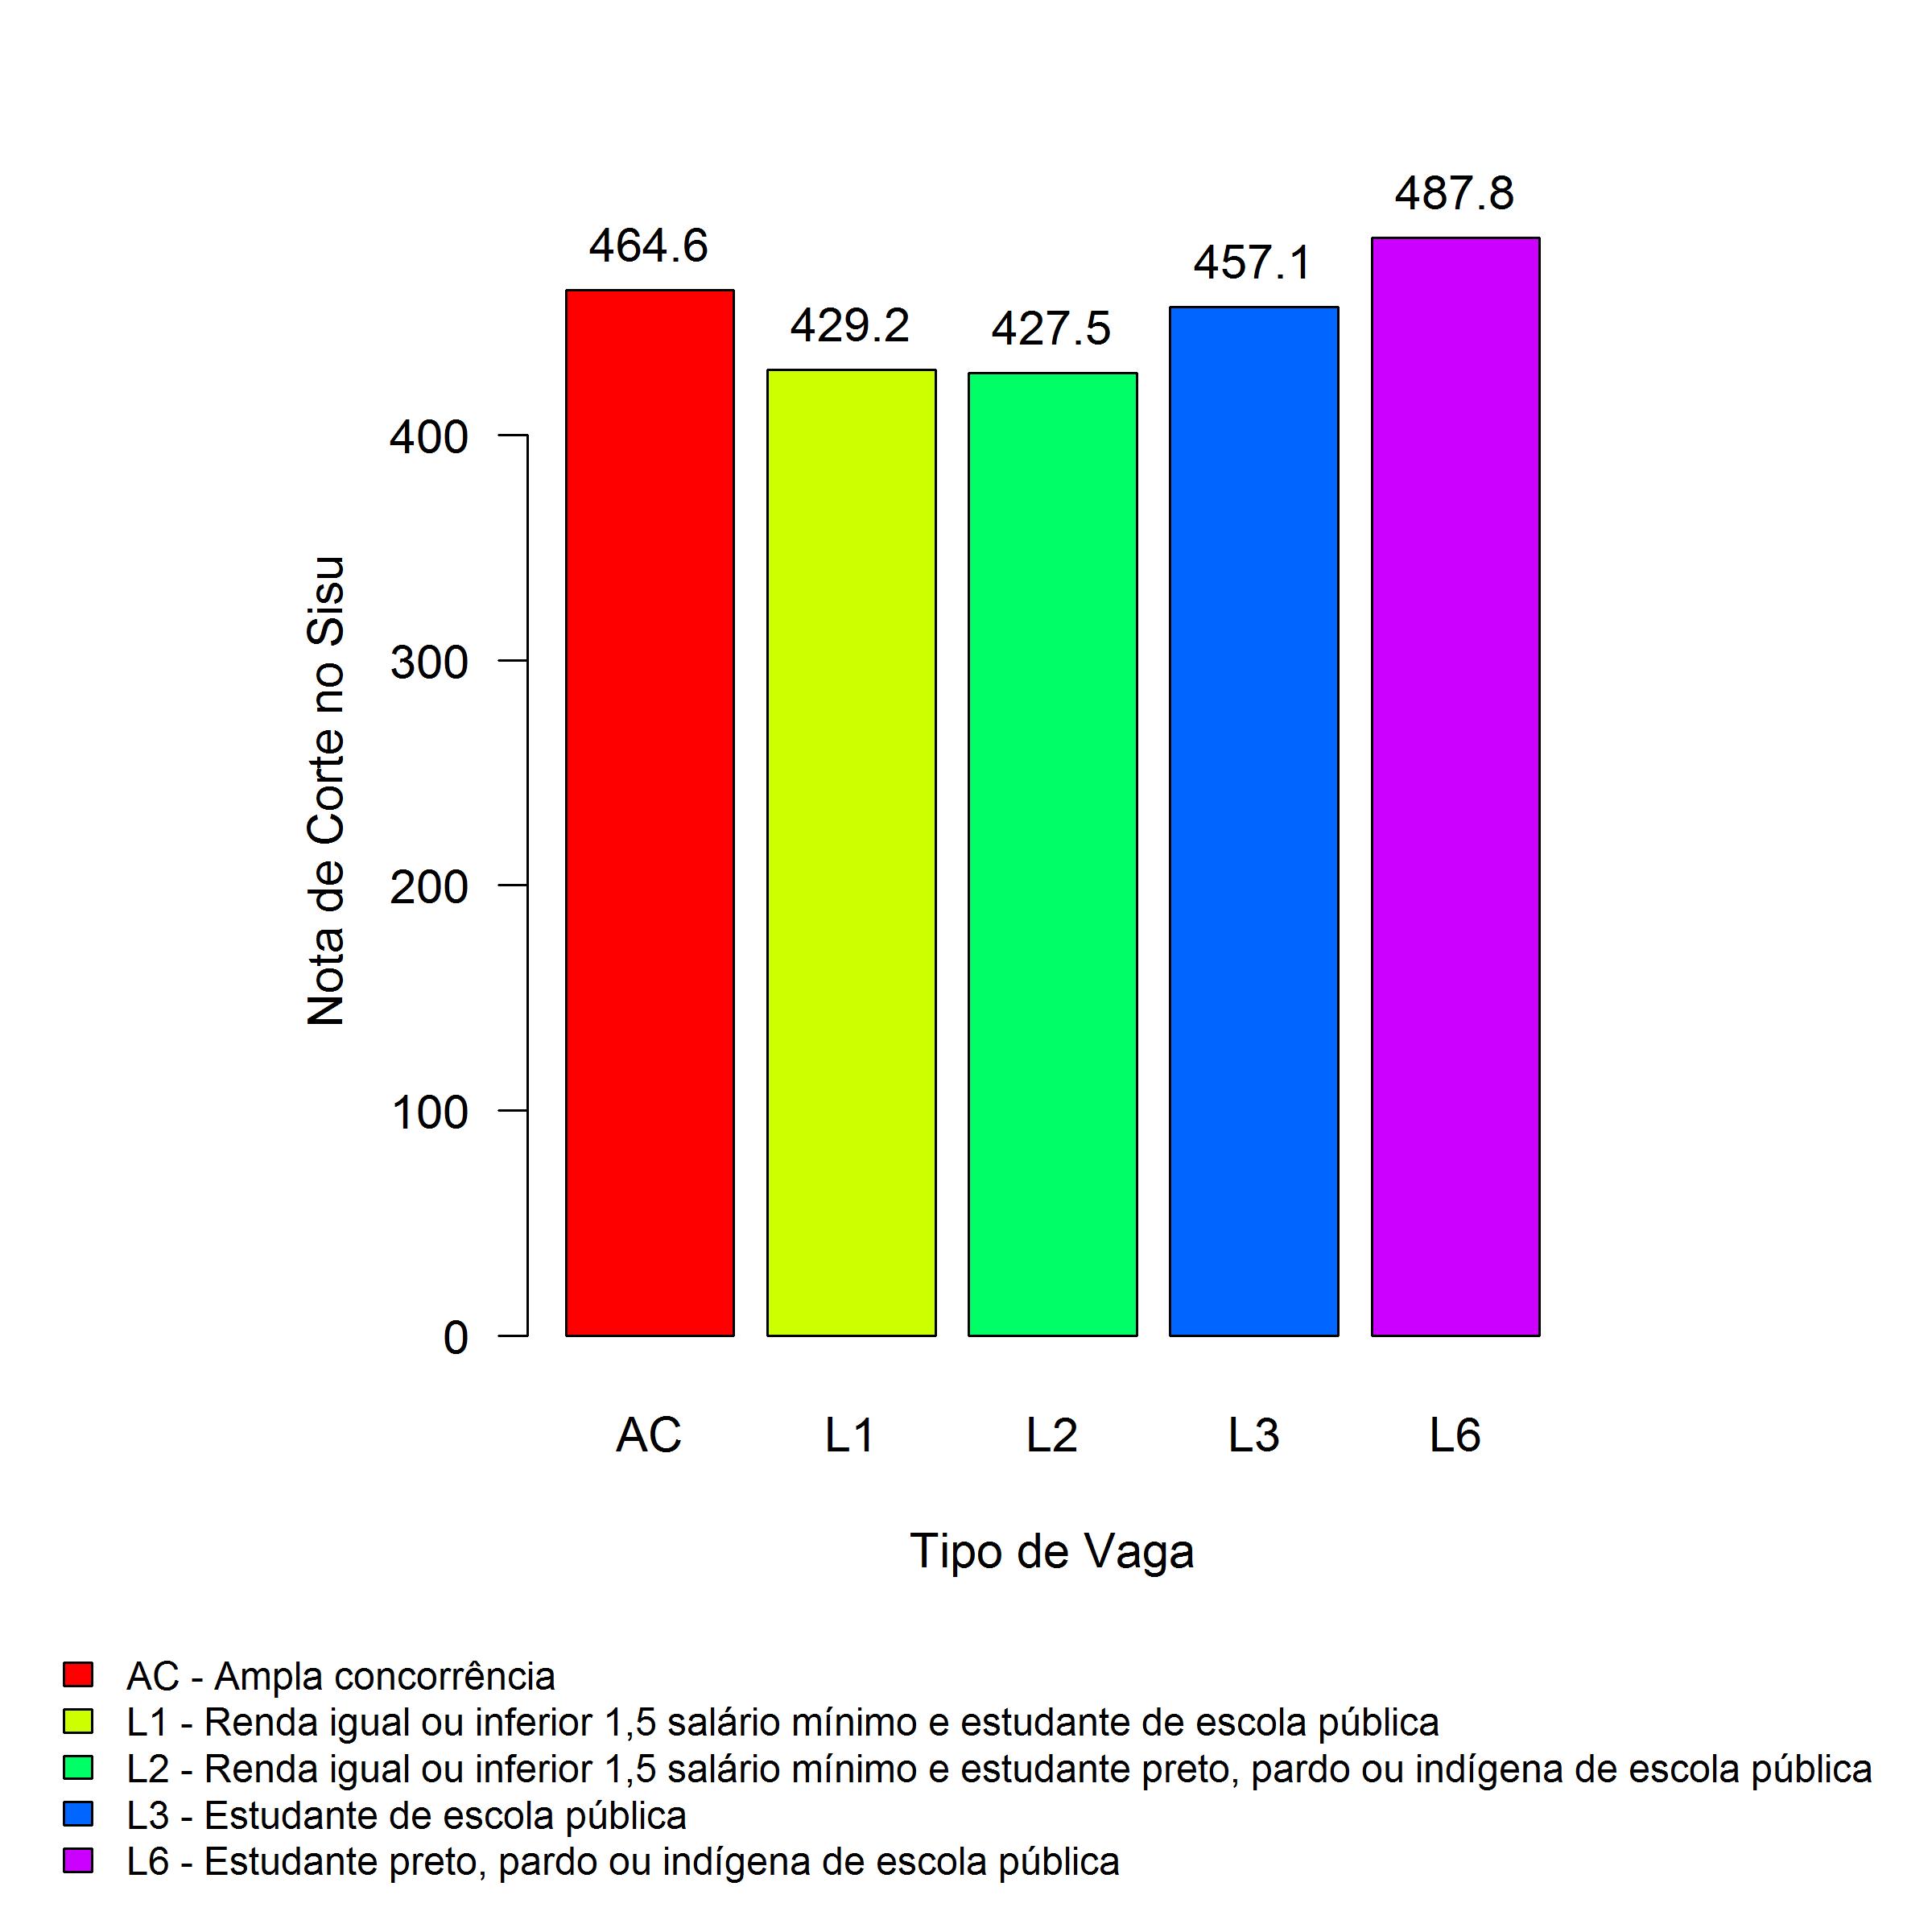 487.8
464.6
457.1
429.2
427.5
400
300
200
100
0
Nota de Corte no Sisu
AC L1 L2 L3 L6
Tipo de Vaga
AC - Ampla concorrência
L1 - Renda igual ou inferior 1,5 salário mínimo e estudante de escola pública
L2 - Renda igual ou inferior 1,5 salário mínimo e estudante preto, pardo ou indígena de escola pública
L3 - Estudante de escola pública
L6 - Estudante preto, pardo ou indígena de escola pública